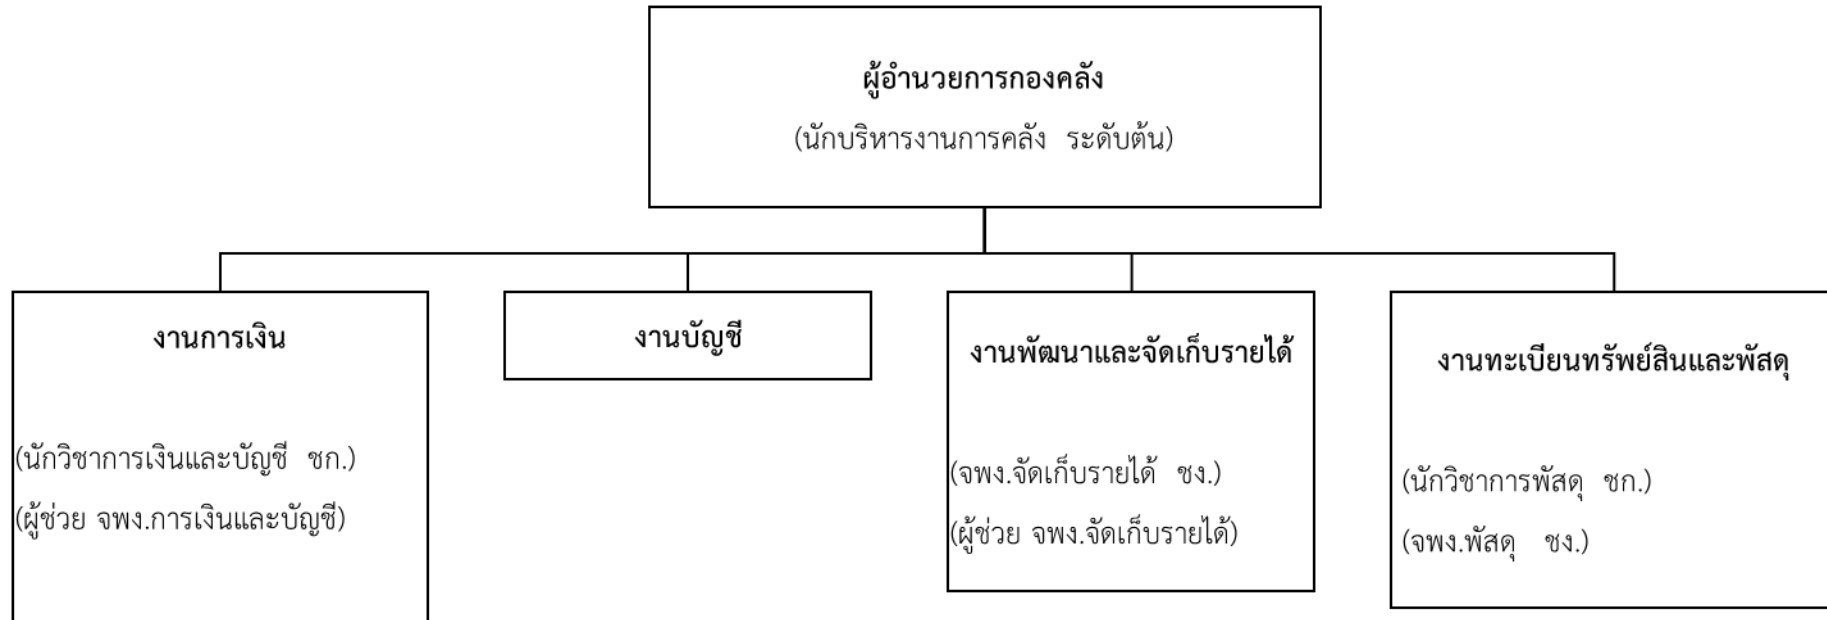 ผู้อำนวยการกองคลัง
(นักบริหารงานการคลัง ระดับต้น)
งานการเงิน
(นักวิชาการเงินและบัญชี ชก.)
(ผู้ช่วย จพง.การเงินและบัญชี)
งานบัญชี
งานพัฒนาและจัดเก็บรายได้
(จพง.จัดเก็บรายได้ ชง.)
(ผู้ช่วย จพง.จัดเก็บรายได้)
งานทะเบียนทรัพย์สินและพัสดุ
(นักวิชาการพัสดุ ชก.)
(จพง.พัสดุ ชง.)